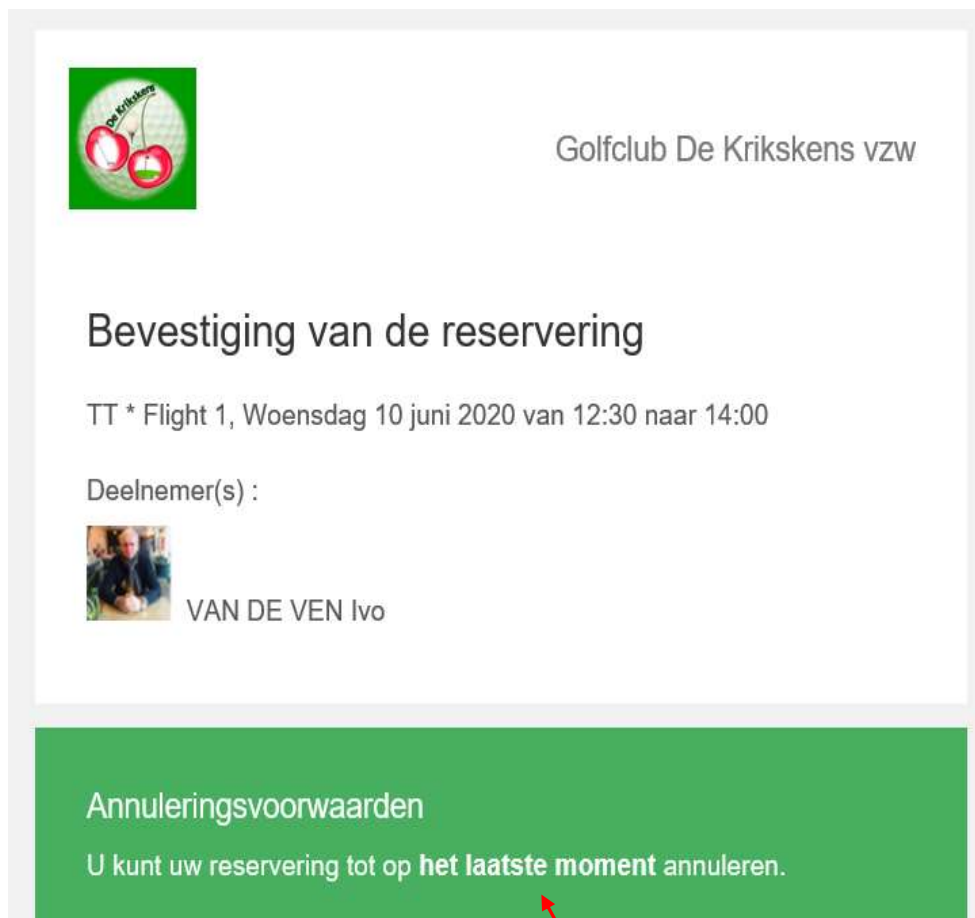 De Krikskens
Golfclub De Krikskens vzw
Bevestiging van de reservering
TT * Flight 1, Woensdag 10 juni 2020 van 12:30 naar 14:00
Deelnemer(s) :
VAN DE VEN Ivo
Annuleringsvoorwaarden
U kunt uw reservering tot op het laatste moment annuleren.